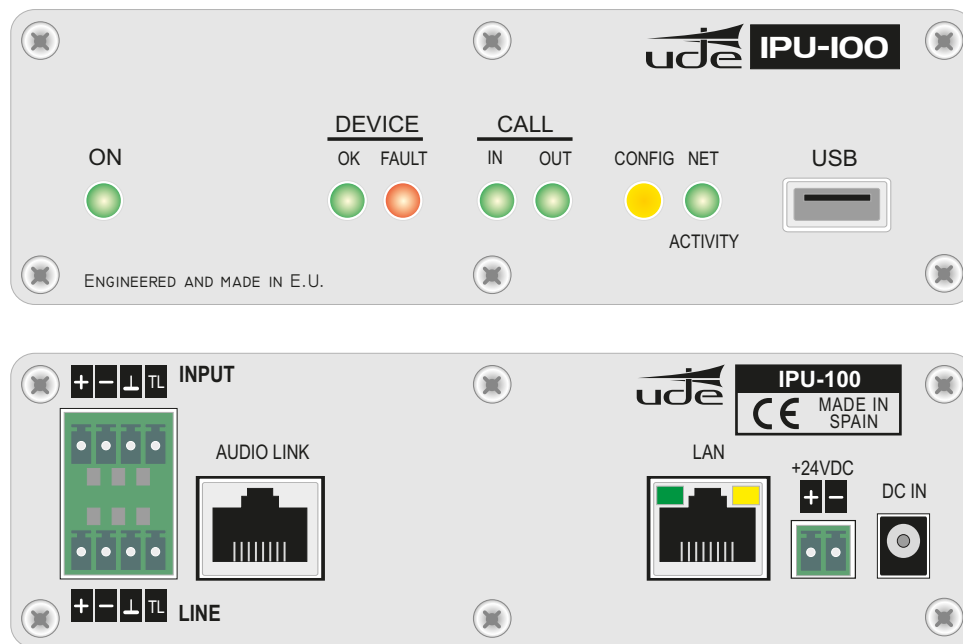 ude IPU-100
DEVICE CALL
ON OK FAULT IN OUT CONFIG NET USB
ACTIVITY
ENGINEERED AND MADE IN E.U.
+ - ⊥ TL INPUT
ude IPU-100
CE MADE IN
SPAIN
AUDIO LINK LAN +24VDC
+ - DC IN
+ - ⊥ TL LINE